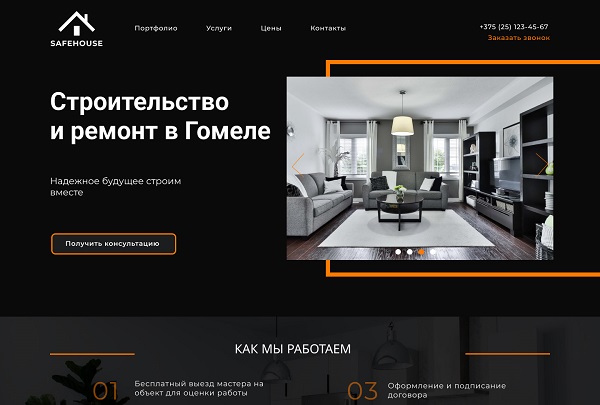 SAFEHOUSE
Портфолио
Услуги
Цены
Контакты
+375 (25) 123-45-67
Заказать звонок
Строительство
и ремонт в Гомеле
Надежное будущее строим
вместе
Получить консультацию
КАК МЫ РАБОТАЕМ
01
Бесплатный выезд мастера на
объект для оценки работы
03
Оформление и подписание
договора